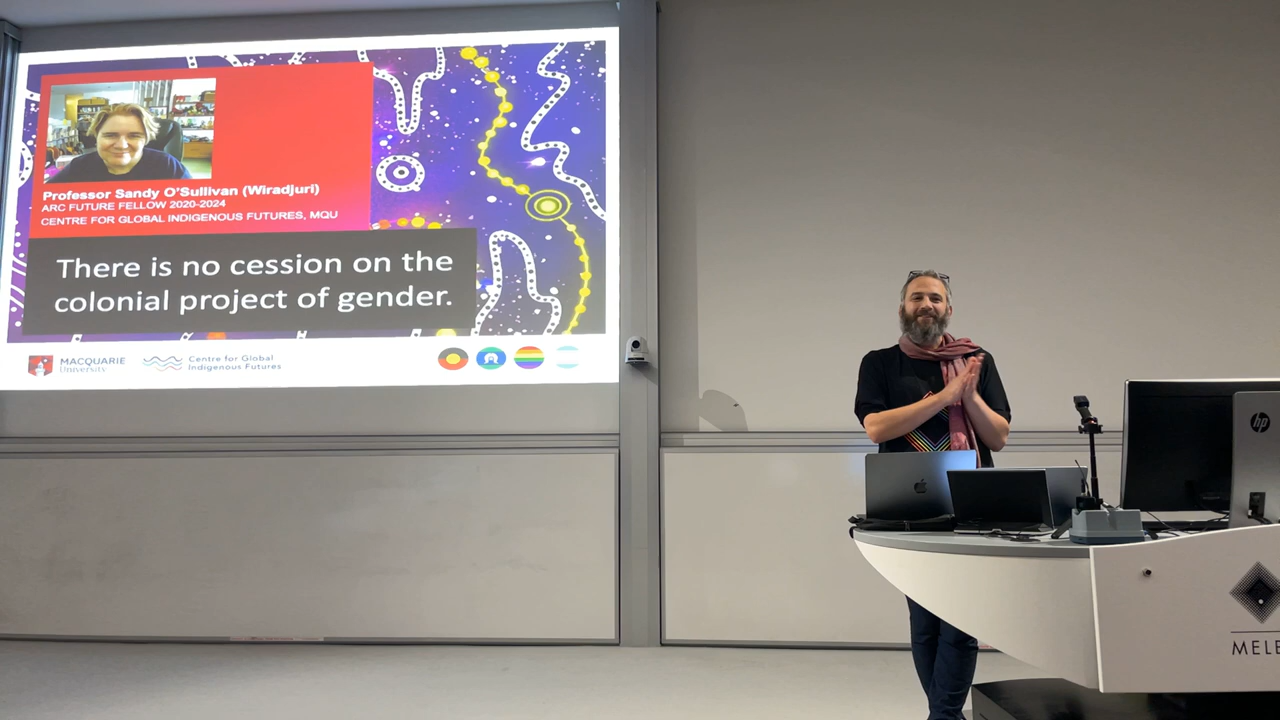 Professor Sandy O'Sullivan (Wiradjuri)
ARC FUTURE FELLOW 2020-2024
CENTRE FOR GLOBAL INDIGENOUS FUTURES, MQU
There is no cession on the
colonial project of gender.
MACQUARIE
University
Centre for Global
Indigenous Futures
hp
MELB